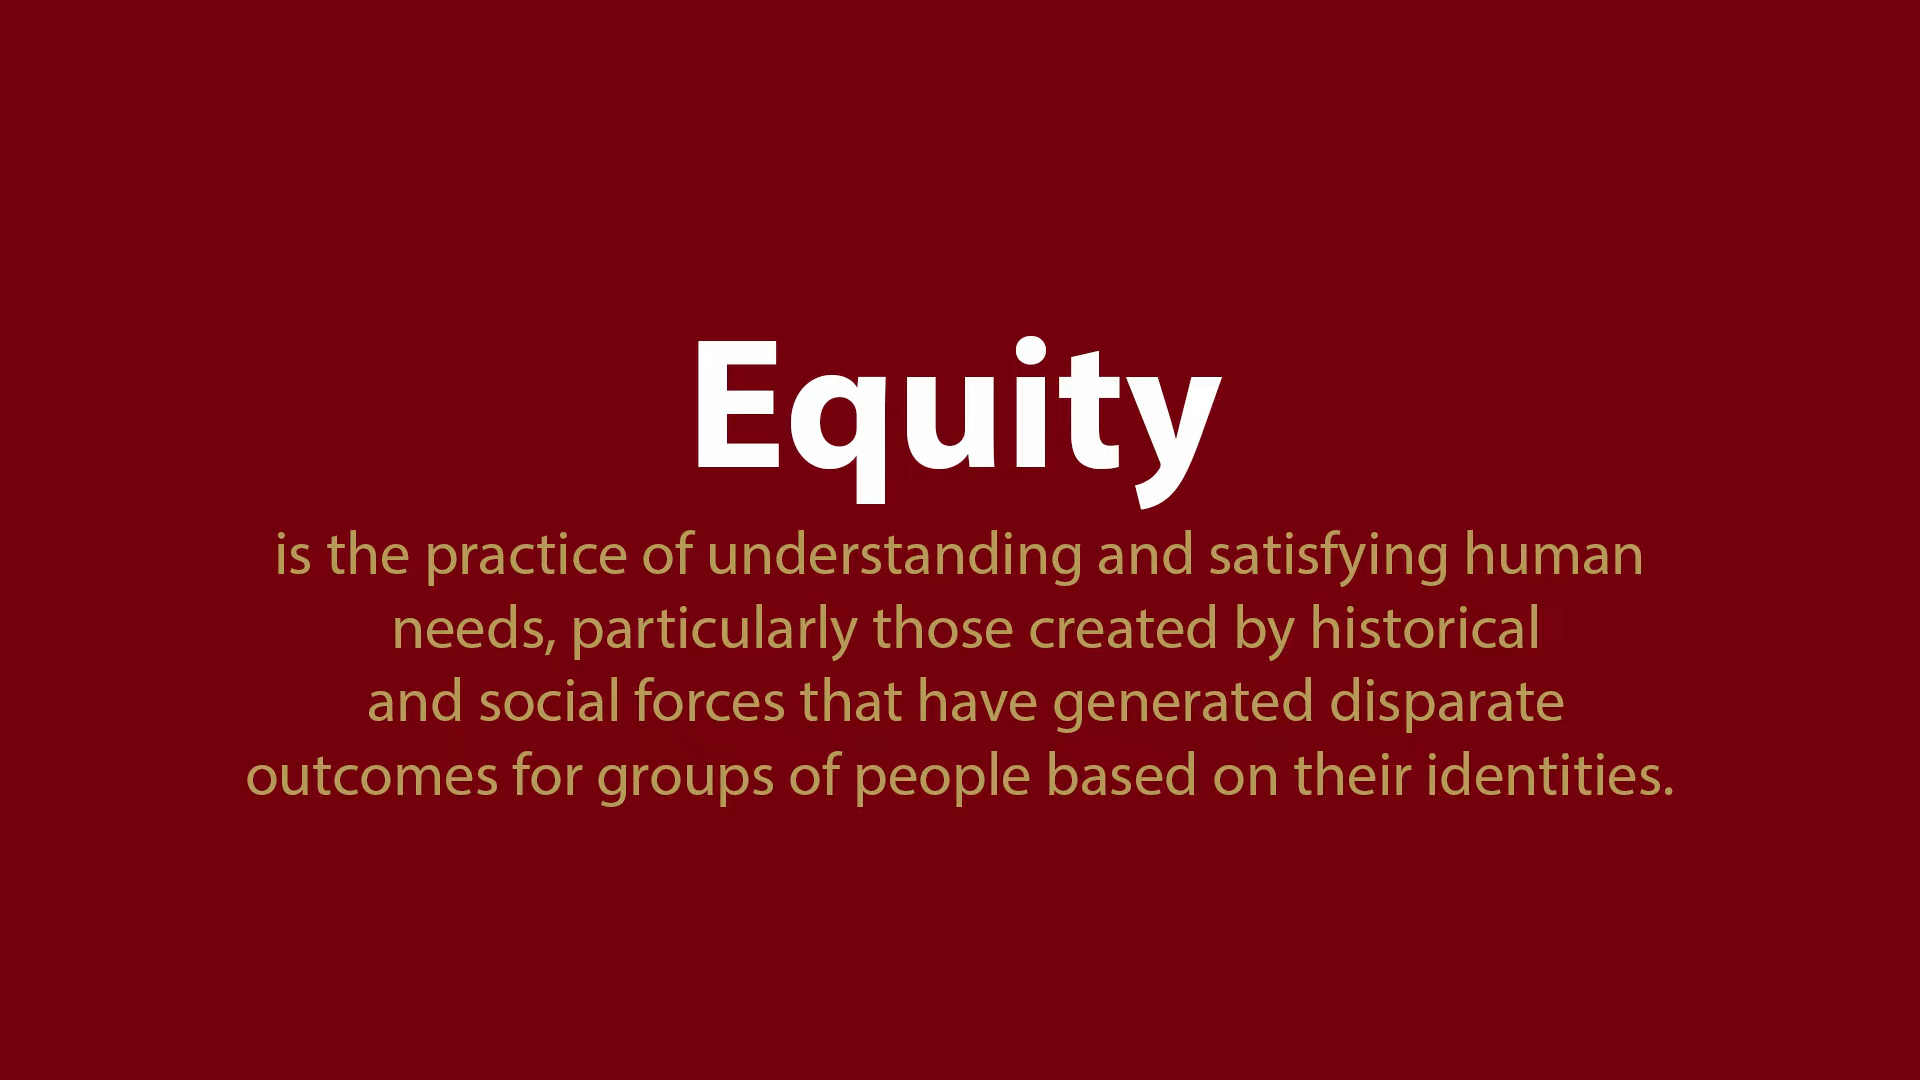 Equity
is the practice of understanding and satisfying human
needs, particularly those created by historical
and social forces that have generated disparate
outcomes for groups of people based on their identities.